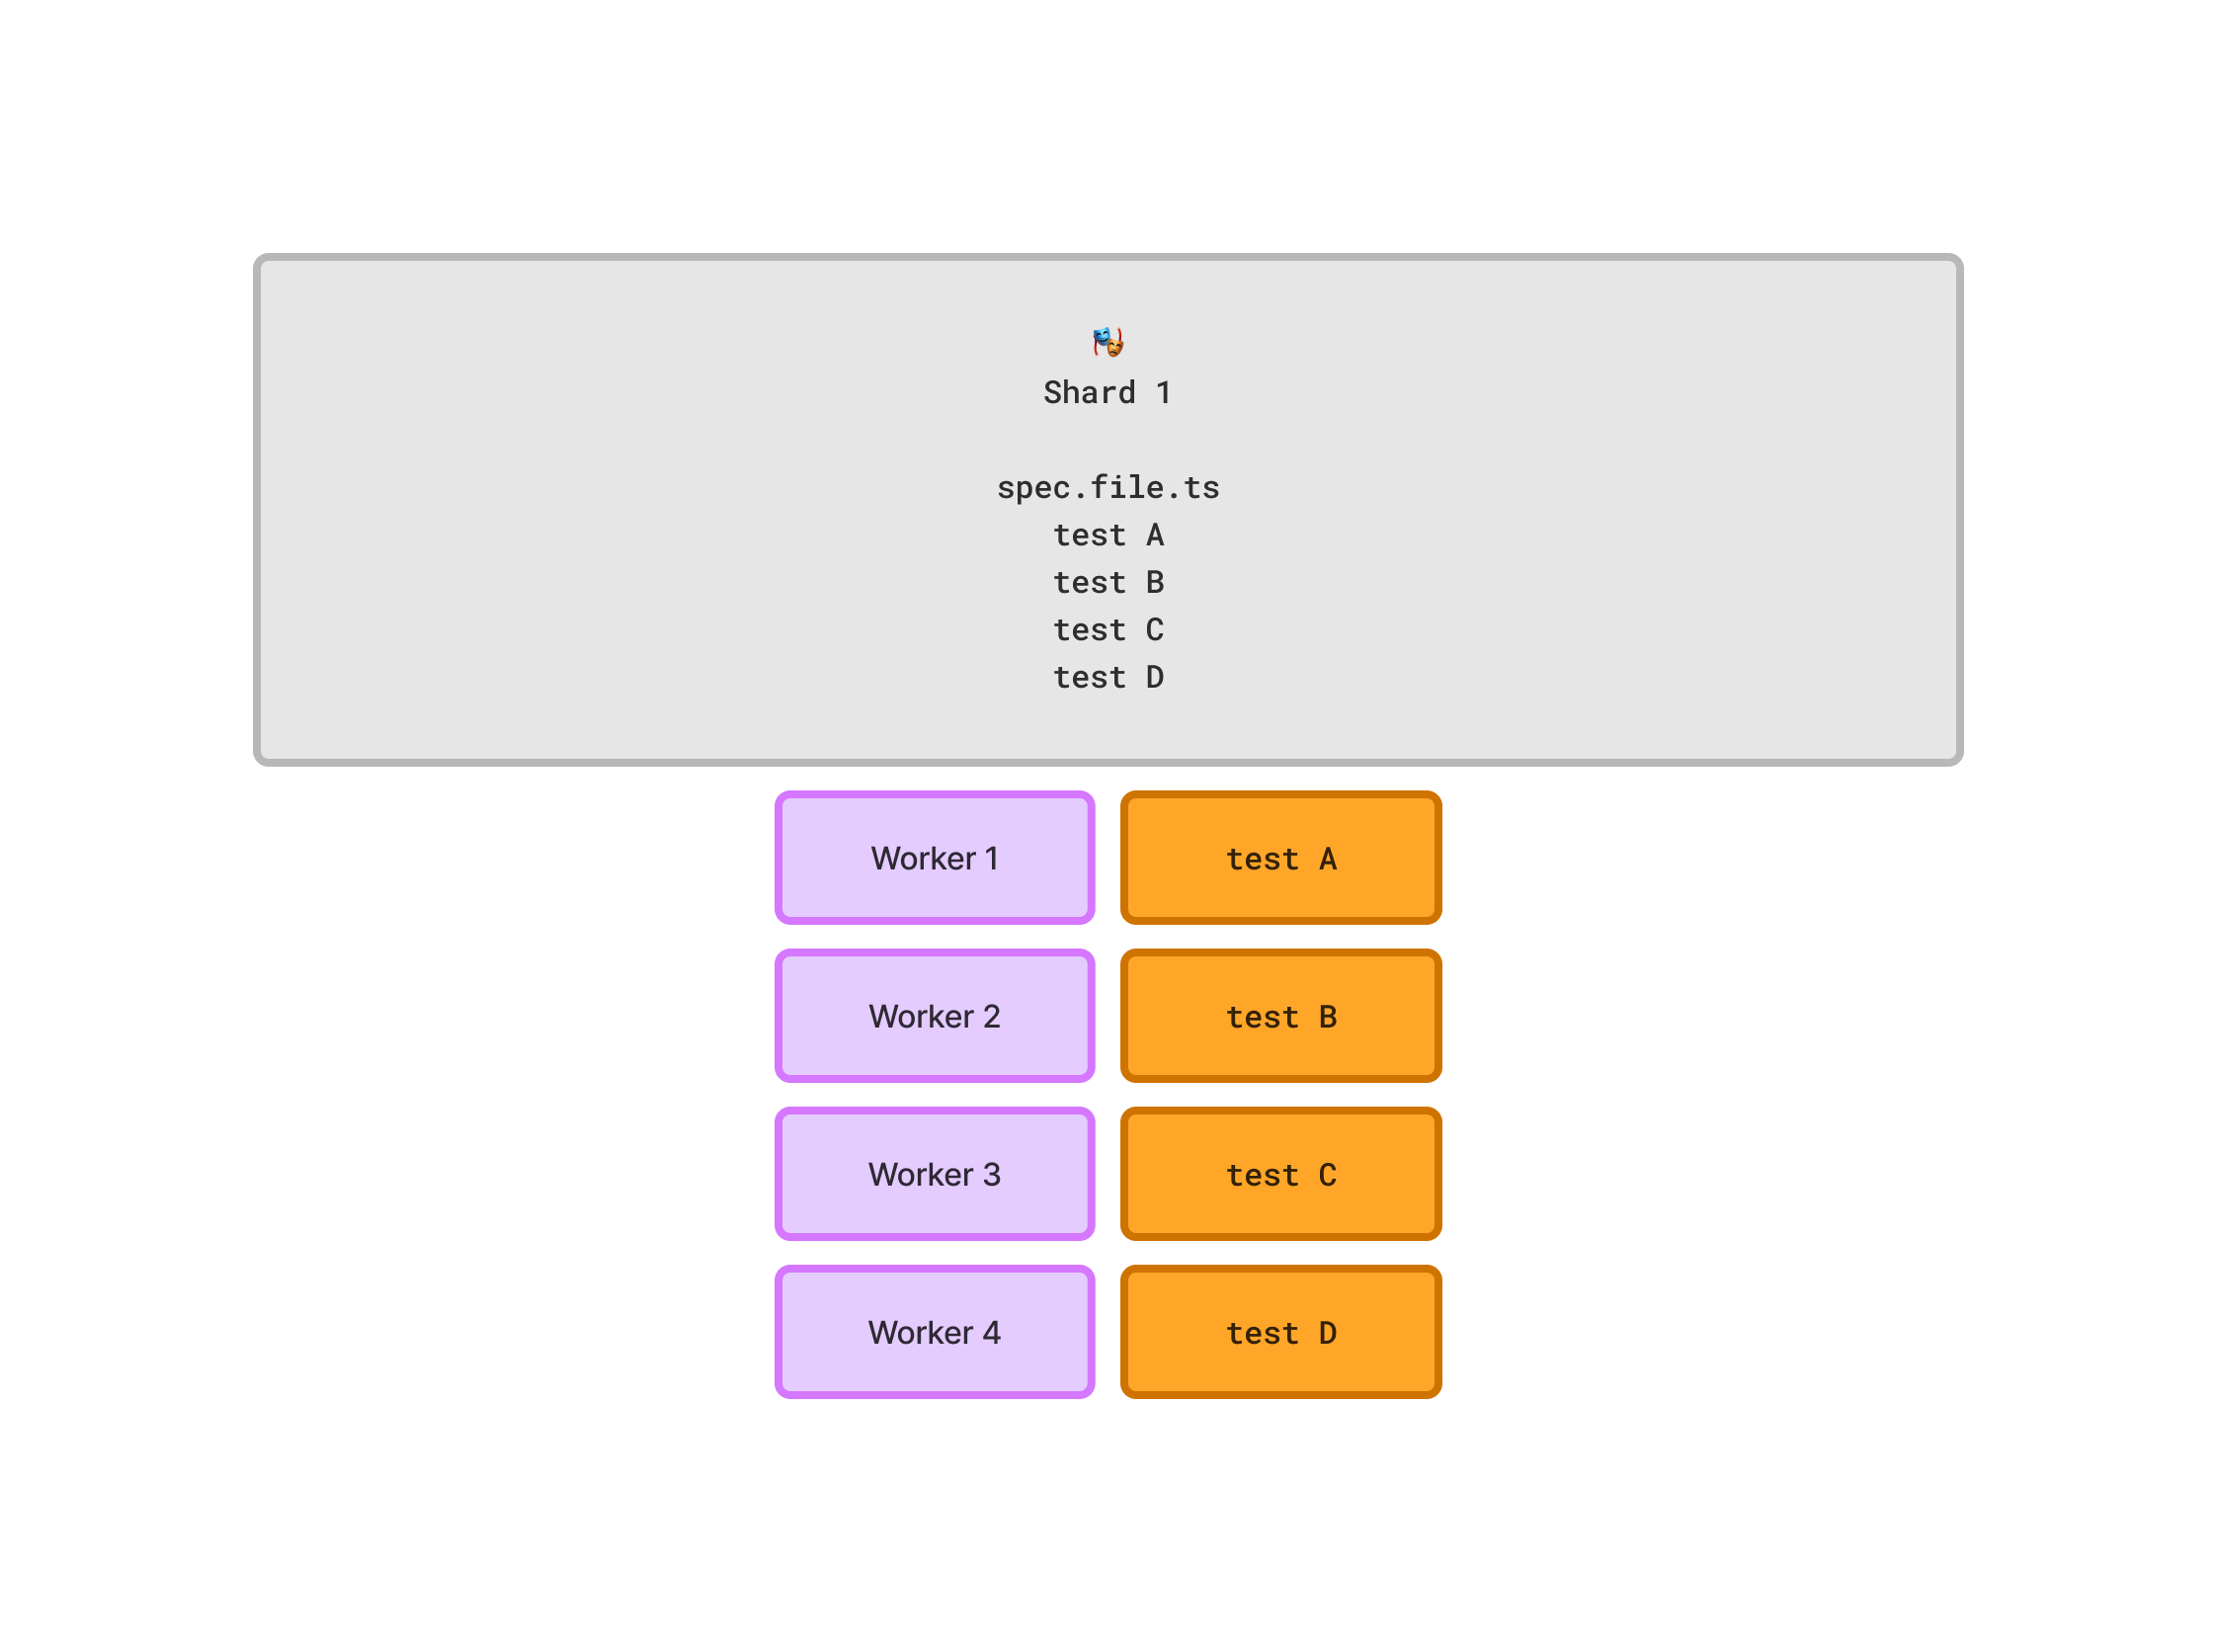 🎭
Shard 1
spec.file.ts
test A
test B
test C
test D
Worker 1
test A
Worker 2
test B
Worker 3
test C
Worker 4
test D